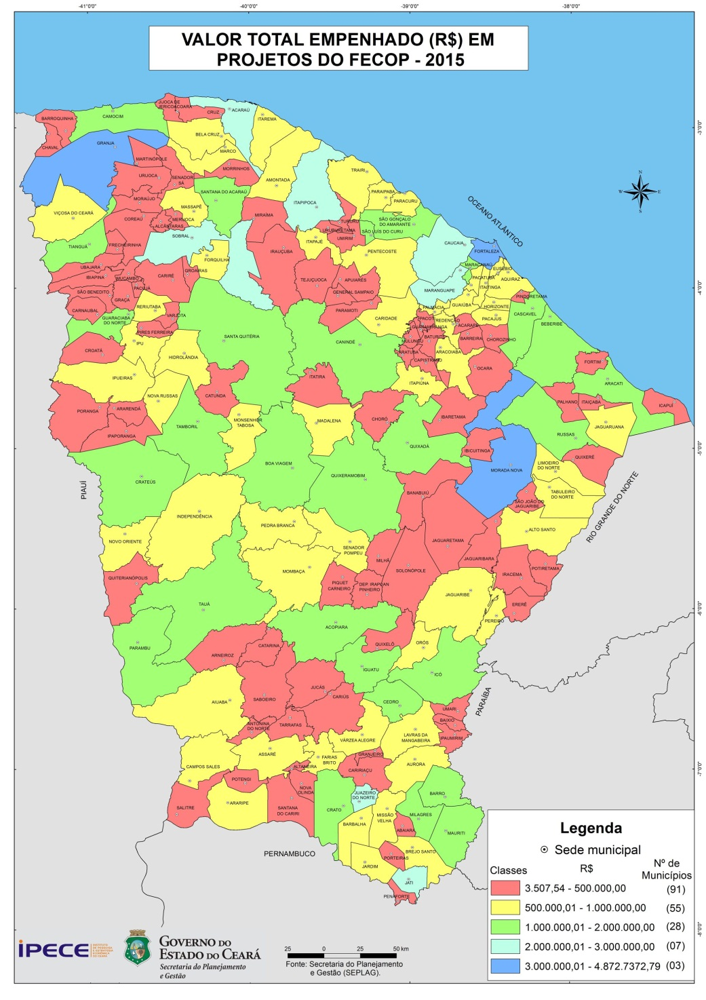 -41°0'0"
-40°0'0"
-39°0'0"
-38°0'0"
VALOR TOTAL EMPENHADO (R$) EM
PROJETOS DO FECOP - 2015
JIJOCA DE
JERICOACOARA
CRUZ
ACARAÚ
BARROQUINHA
CAMOCIM
ITAREMA
-3°0'0"
CHAVAL
GRANJA
BELA CRUZ
MARCO
MARTINÓPOLE
MORRINHOS
URUOCA
SENADOR
SÁ
AMONTADA
TRAIRI
N
W
E
S
MORAÚJO
SANTANA DO ACARAÚ
ITAPIPOCA
PARAIPABA
PARACURU
OCEANO ATLÂNTICO
VIÇOSA DO CEARÁ
COREAÚ
MASSAPÊ
MERUOCA
ALCÂNTARAS
MIRAÍMA
TURURU
URUBURETAMA
UMIRIM
SÃO GONÇALO
DO AMARANTE
SÃO LUÍS DO CURU
SOBRAL
ITAPAJÉ
CAUCAIA
FORTALEZA
TIANGUÁ
FRECHEIRINHA
FORQUILHA
IRAUÇUBA
PENTECOSTE
MARACANAÚ
EUSÉBIO
AQUIRAZ
PACATUBA
ITAITINGA
UBAJARA
IBIAPINA
MUCAMBO
CARIRÉ
GROAÍRAS
TEJUÇUOCA
APUIARÉS
GENERAL SAMPAIO
MARANGUAPE
-4°0'0"
SÃO BENEDITO
PACUJÁ
GRAÇA
PINDORETAMA
CARNAUBAL
GUARACIABA
DO NORTE
RERIUTABA
VARJOTA
PARAMOTI
CARIDADE
PALMÁCIA
GUAIÚBA
HORIZONTE
PACAJUS
CASCAVEL
BEBERIBE
PIRES FERREIRA
PACOTI
REDENÇÃO
ACARAPE
GUARAMIRANGA
MULUNGU
BATURITÉ
BARREIRA
CHOROZINHO
IPU
SANTA QUITÉRIA
CANINDÉ
CROATÁ
HIDROLÂNDIA
ARATUBA
ARACOIABA
CAPISTRANO
OCARA
FORTIM
IPUEIRAS
ITATIRA
ITAPIÚNA
ARACATI
NOVA RUSSAS
CATUNDA
PORANGA
ARARENDÁ
MONSENHOR
TABOSA
MADALENA
CHORÓ
IBARETAMA
PALHANO
ITAIÇABA
ICAPUÍ
IPAPORANGA
TAMBORIL
JAGUARUANA
RUSSAS
-5°0'0"
QUIXADÁ
IBICUITINGA
QUIXERÉ
BOA VIAGEM
MORADA NOVA
LIMOEIRO
DO NORTE
PIAUÍ
CRATEÚS
QUIXERAMOBIM
BANABUIÚ
TABULEIRO
DO NORTE
SÃO JOÃO DO
JAGUARIBE
RIO GRANDE DO NORTE
INDEPENDÊNCIA
PEDRA BRANCA
ALTO SANTO
NOVO ORIENTE
SENADOR
POMPEU
JAGUARETAMA
JAGUARIBARA
MILHÃ
MOMBAÇA
SOLONÓPOLE
POTIRETAMA
IRACEMA
QUITERIANÓPOLIS
PIQUET
CARNEIRO
DEP. IRAPUAN
PINHEIRO
JAGUARIBE
TAUÁ
ERERÊ
-6°0'0"
PEREIRO
ACOPIARA
PARAMBU
CATARINA
QUIXELÔ
ORÓS
ARNEIROZ
IGUATU
ICÓ
PARAÍBA
AIUABA
SABOEIRO
JUCÁS
CARIÚS
CEDRO
UMARI
BAIXIO
ANTONINA
DO NORTE
TARRAFAS
IPAUMIRIM
VÁRZEA ALEGRE
LAVRAS DA
MANGABEIRA
ASSARÉ
GRANJEIRO
FARIAS
BRITO
CAMPOS SALES
ALTANEIRA
CARIRIAÇU
AURORA
-7°0'0"
POTENGI
NOVA
OLINDA
JUAZEIRO
DO NORTE
BARRO
SALITRE
ARARIPE
SANTANA
DO CARIRI
CRATO
MISSÃO
VELHA
MILAGRES
BARBALHA
ABAIARA
MAURITI
PERNAMBUCO
BREJO SANTO
PORTEIRAS
JARDIM
JATI
PENAFORTE
Legenda
Sede municipal
Classes
R$
Nº de
Municípios
3.507,54 - 500.000,00 (91)
500.000,01 - 1.000.000,00 (55)
1.000.000,01 - 2.000.000,00 (28)
2.000.000,01 - 3.000.000,00 (07)
3.000.000,01 - 4.872.7372,79 (03)
-8°0'0"
IPECE
INSTITUTO
DE PESQUISA
E ESTRATÉGIA
ECONÔMICA
DO CEARÁ
GOVERNO DO
ESTADO DO CEARÁ
Secretaria do Planejamento
e Gestão
25 0 25 50 km
Fonte: Secretaria do Planejamento
e Gestão (SEPLAG).